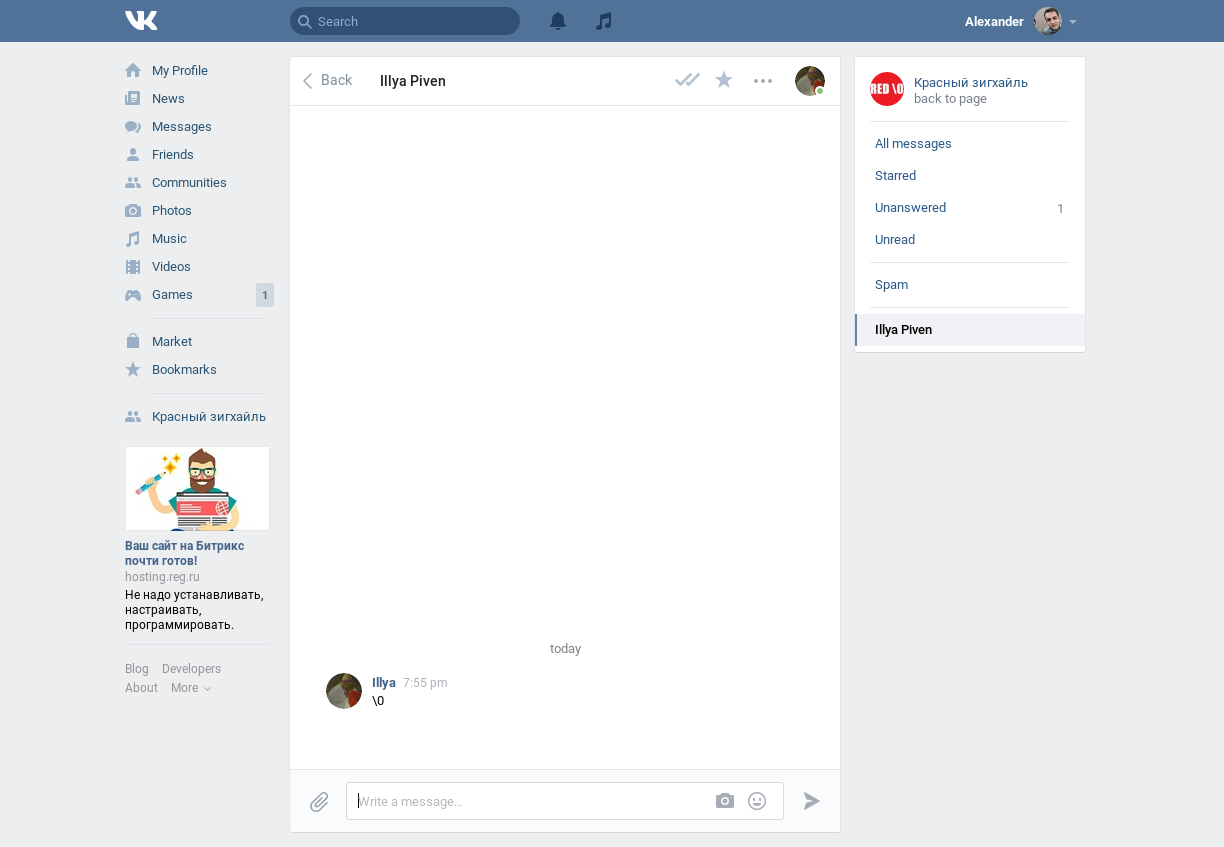 Search
Alexander
My Profile
News
Messages
Friends
Communities
Photos
Music
Videos
Games 1
Market
Bookmarks
Красный зигхайль
Ваш сайт на Битрикс
почти готов!
hosting.reg.ru
Не надо устанавливать,
настраивать,
программировать.
Blog Developers
About More
Back Illya Piven
today
Illya 7:55 pm
\0
Write a message...
RED \0
Красный зигхайль
back to page
All messages
Starred
Unanswered 1
Unread
Spam
Illya Piven